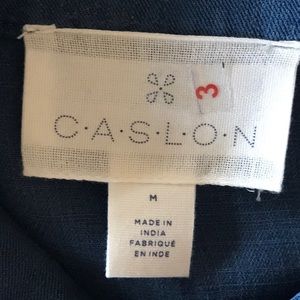 3
C·A·S·L·O·N
M
MADE IN
INDIA
FABRIQUÉ
EN INDE